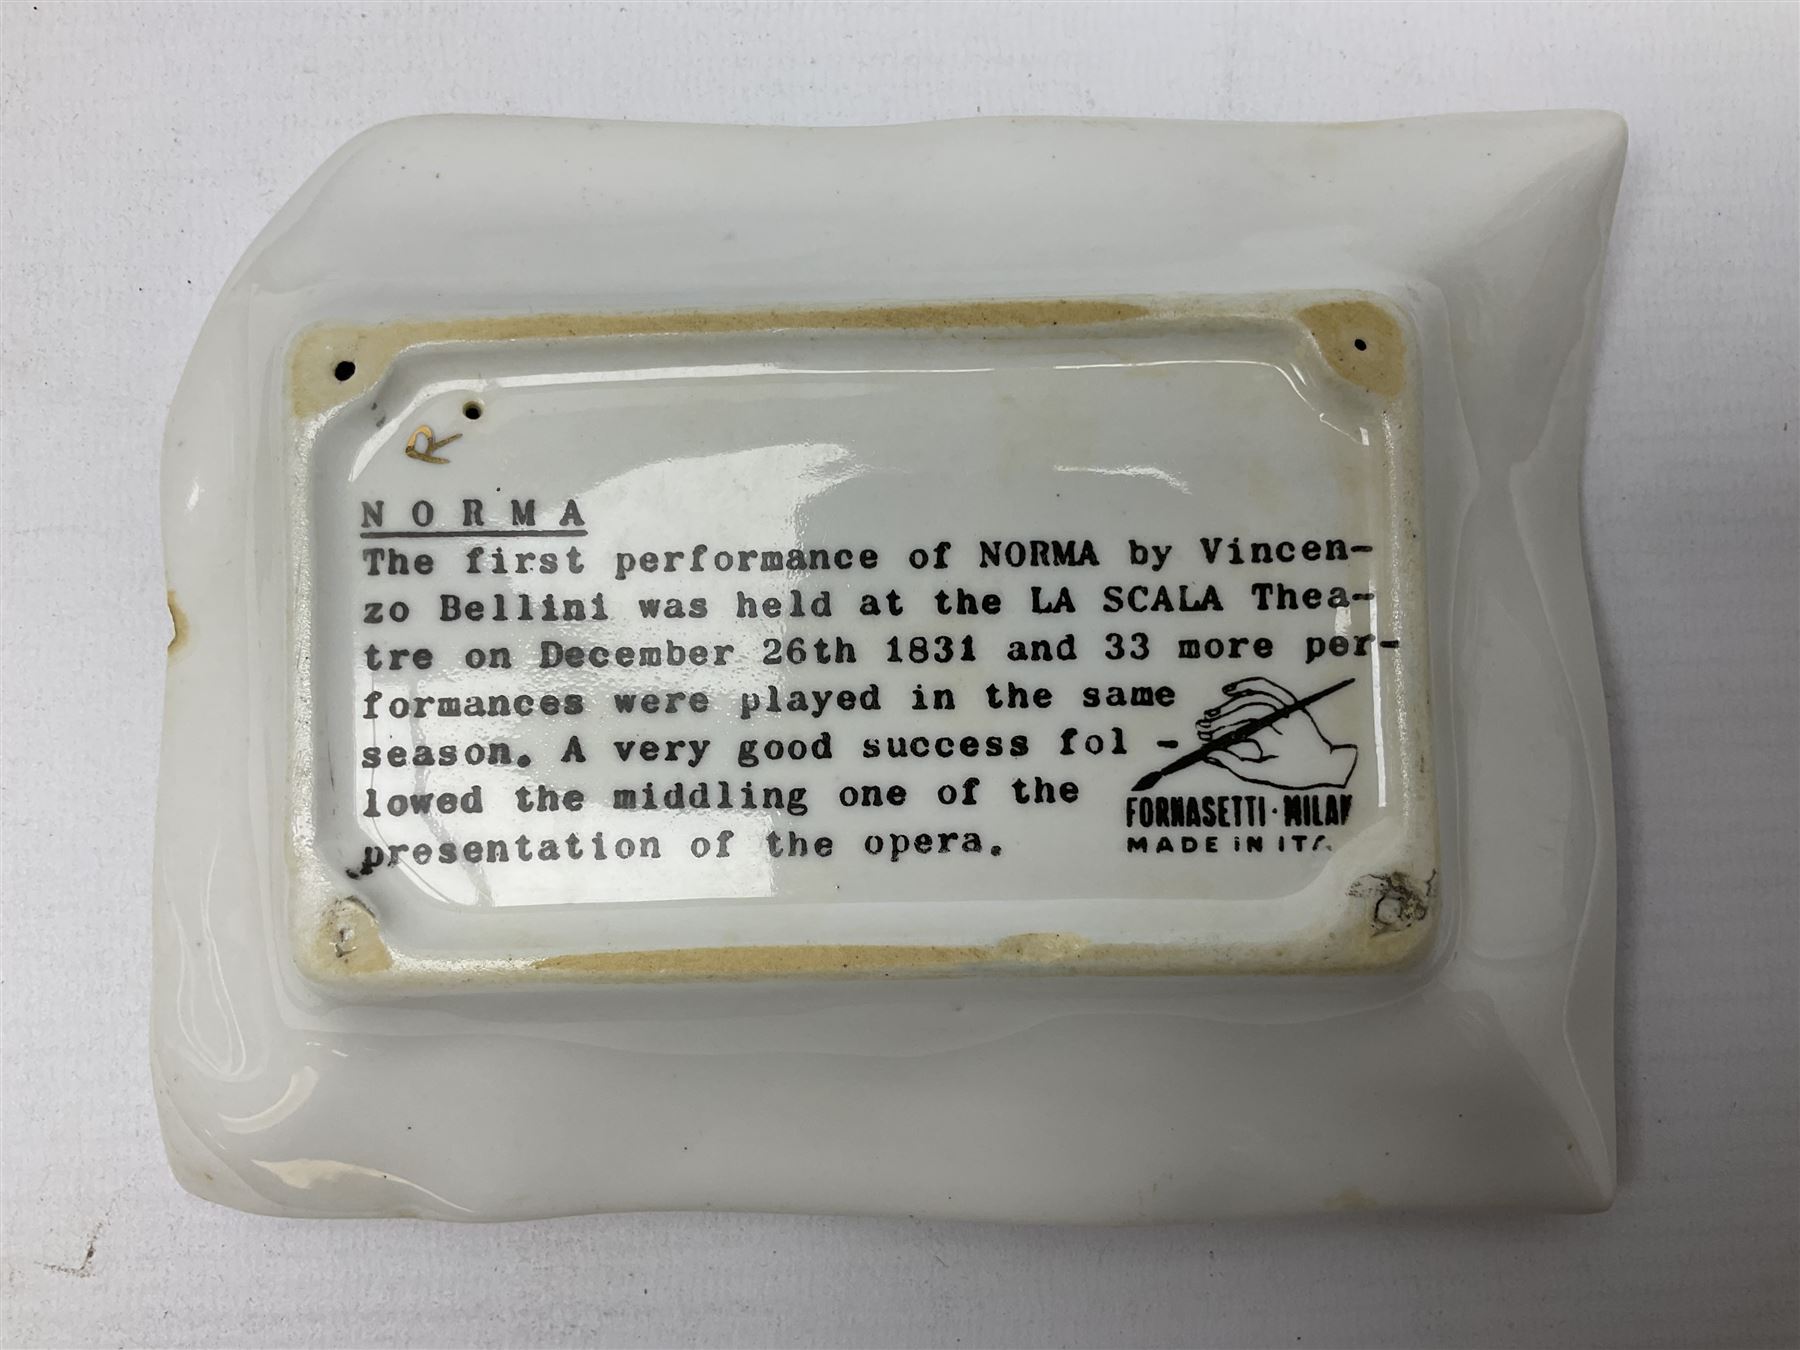 R
N O R M A
The first performance of NORMA by Vincen-
zo Bellini was held at the LA SCALA Thea-
tre on December 26th 1831 and 33 more per-
formances were played in the same
season. A very good success fol -
lowed the middling one of the
presentation of the opera.
FORNASETTI · MILAN
MADE iN ITA